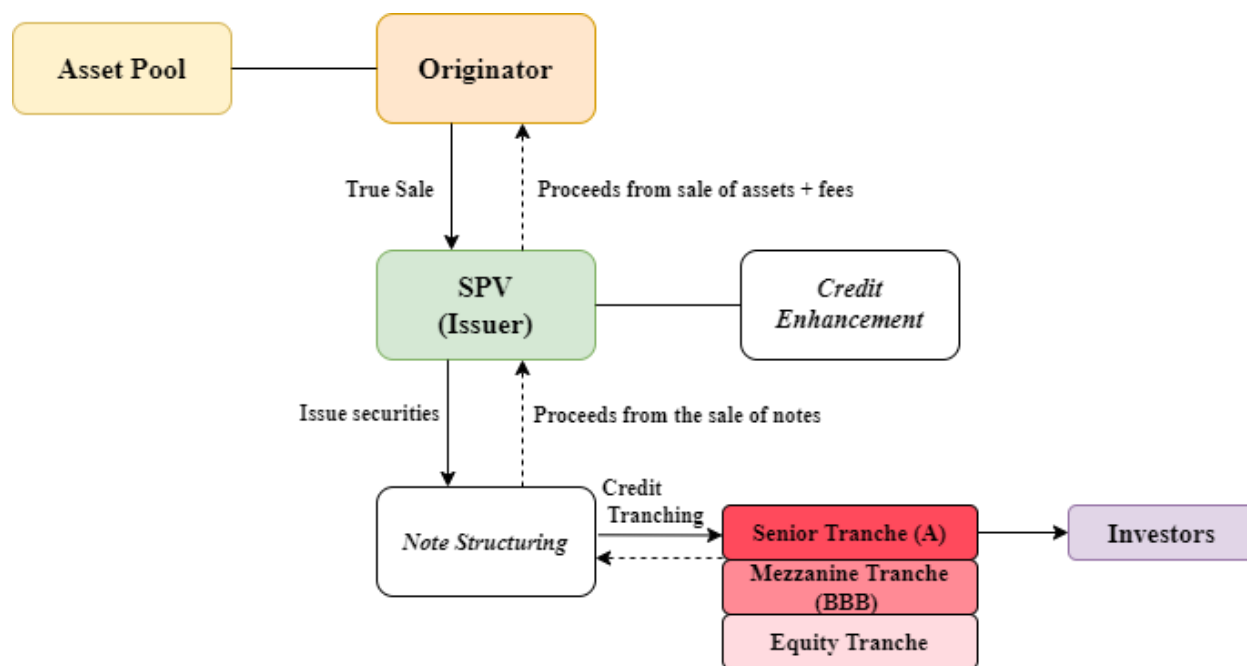 Asset Pool
Originator
True Sale
Proceeds from sale of assets + fees
SPV
(Issuer)
Credit
Enhancement
Issue securities
Proceeds from the sale of notes
Note Structuring
Credit
Tranching
Senior Tranche (A)
Investors
Mezzanine Tranche
(BBB)
Equity Tranche